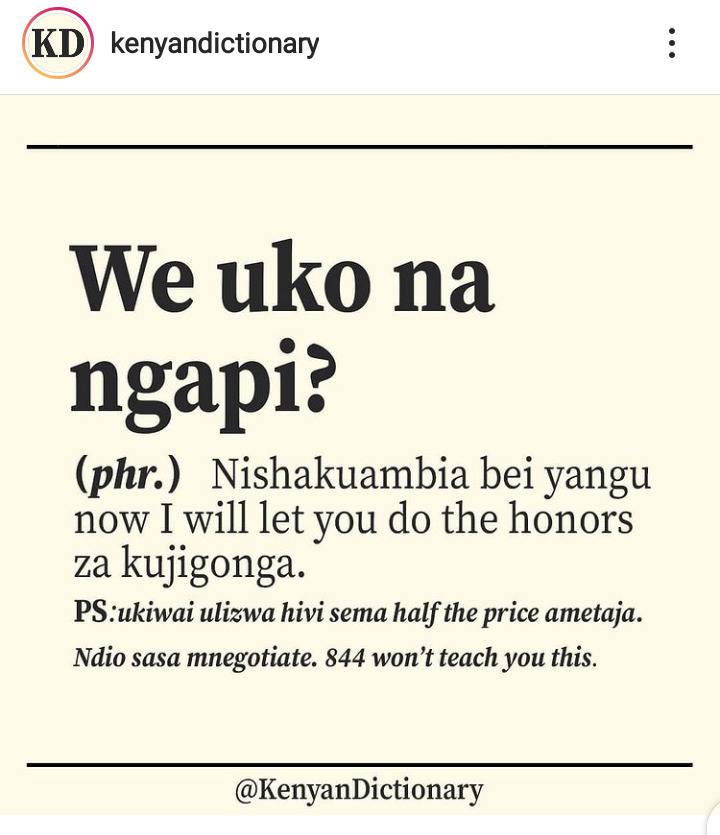 KD kenyandictionary
We uko na
ngapi?
(phr.) Nishakuambia bei yangu
now I will let you do the honors
za kujigonga.
PS:ukiwai ulizwa hivi sema half the price ametaja.
Ndio sasa mnegotiate. 844 won't teach you this.
@KenyanDictionary